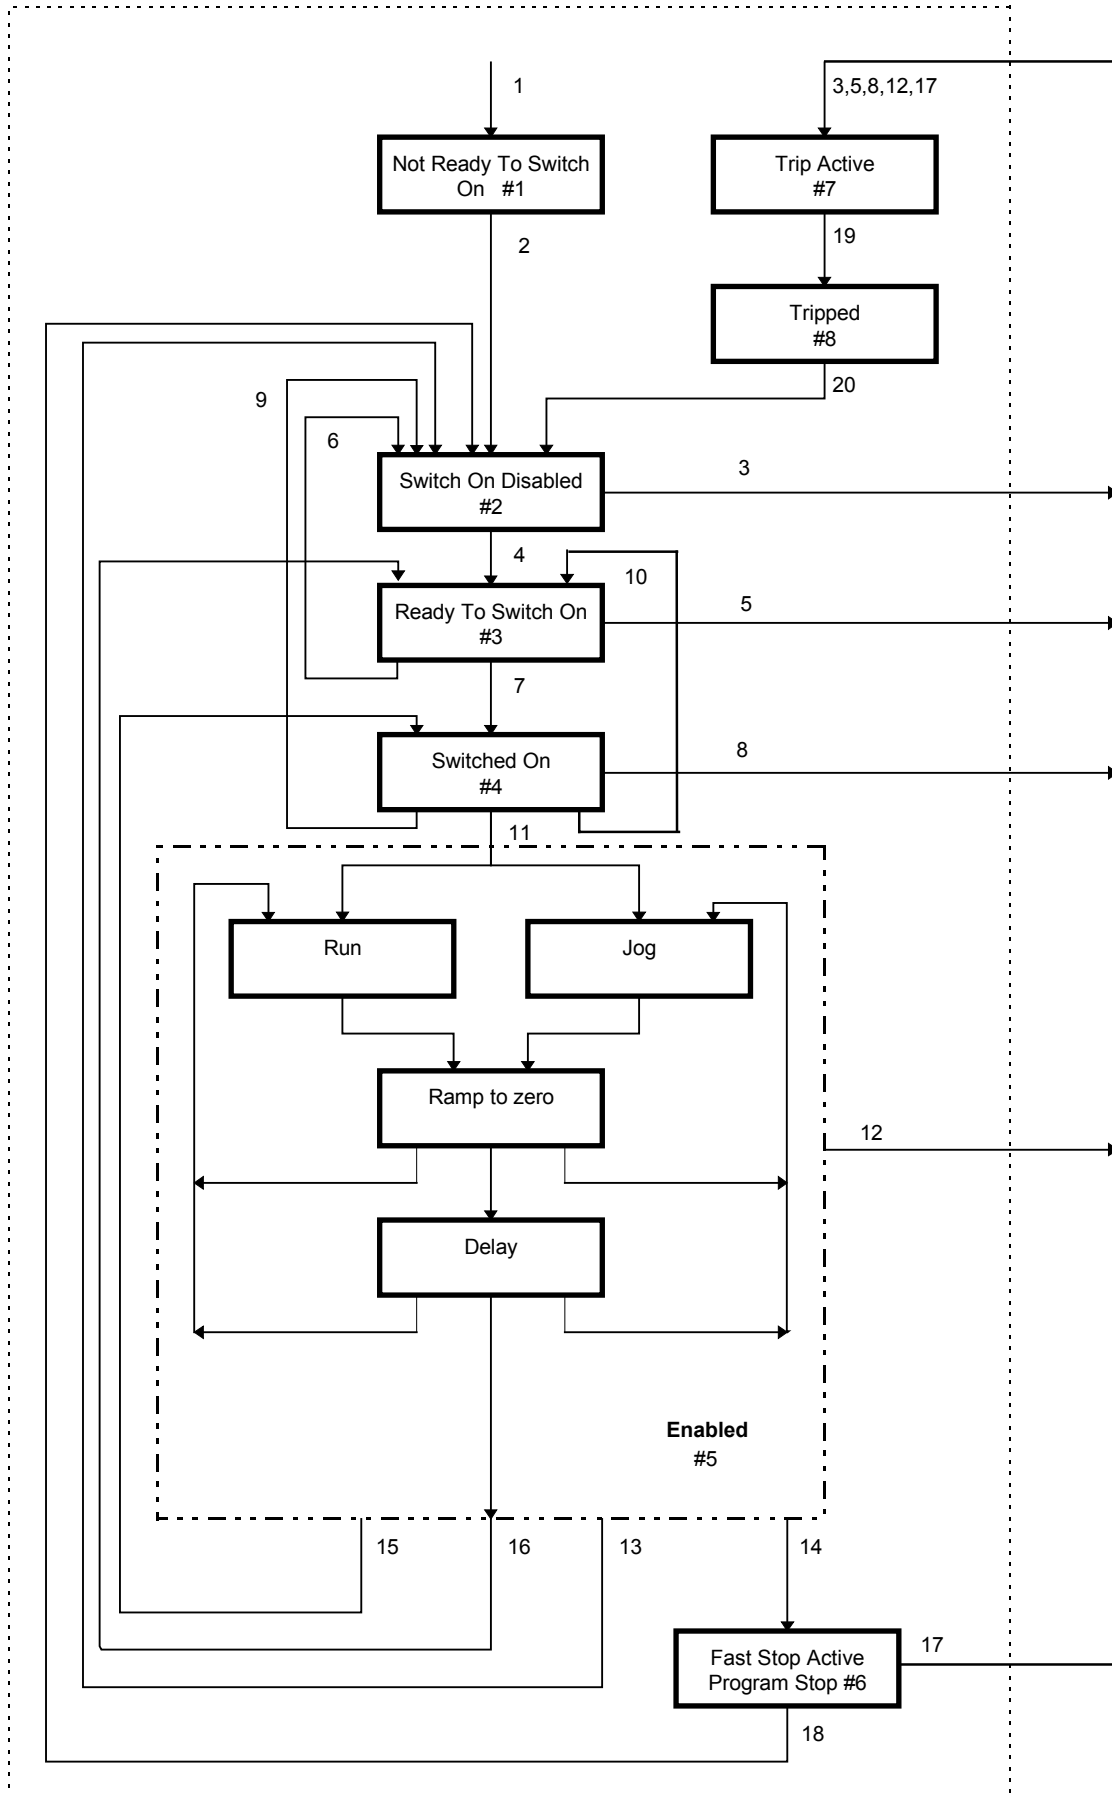 1
3,5,8,12,17
Not Ready To Switch
On #1
Trip Active
#7
2
19
Tripped
#8
20
9
6
Switch On Disabled
#2
3
4
10
Ready To Switch On
#3
5
7
Switched On
#4
8
11
Run
Jog
Ramp to zero
12
Delay
Enabled
#5
15
16
13
14
Fast Stop Active
Program Stop #6
17
18